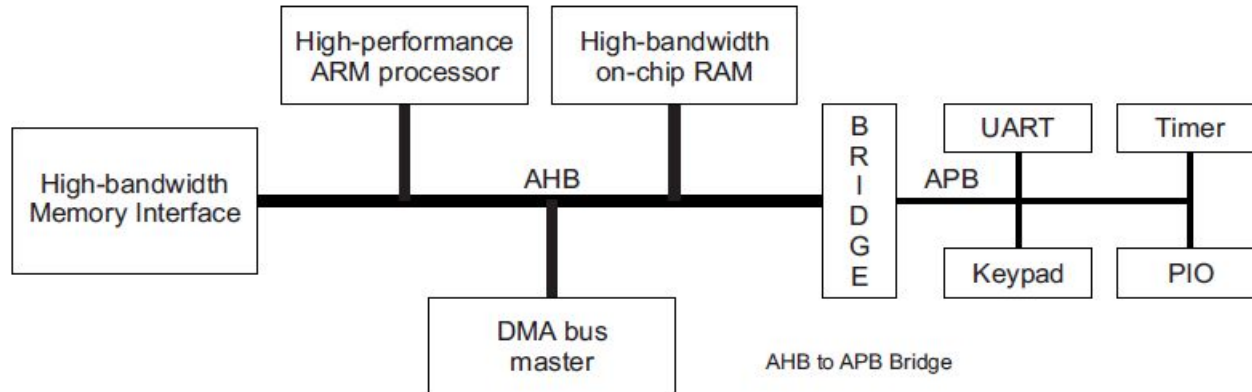 High-performance
ARM processor
High-bandwidth
on-chip RAM
High-bandwidth
Memory Interface
AHB
B
R
I
D
G
E
APB
UART
Timer
Keypad
PIO
DMA bus
master
AHB to APB Bridge